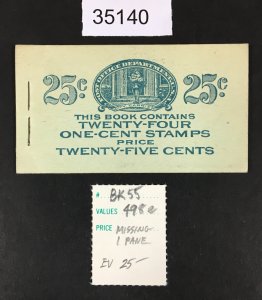 35140
POST OFFICE DEPARTMENT
25¢ 25¢
THIS BOOK CONTAINS
TWENTY-FOUR
ONE-CENT STAMPS
PRICE
TWENTY-FIVE CENTS
# BK55
VALUES 498e
PRICE MISSING
1 PANE
EV 25-